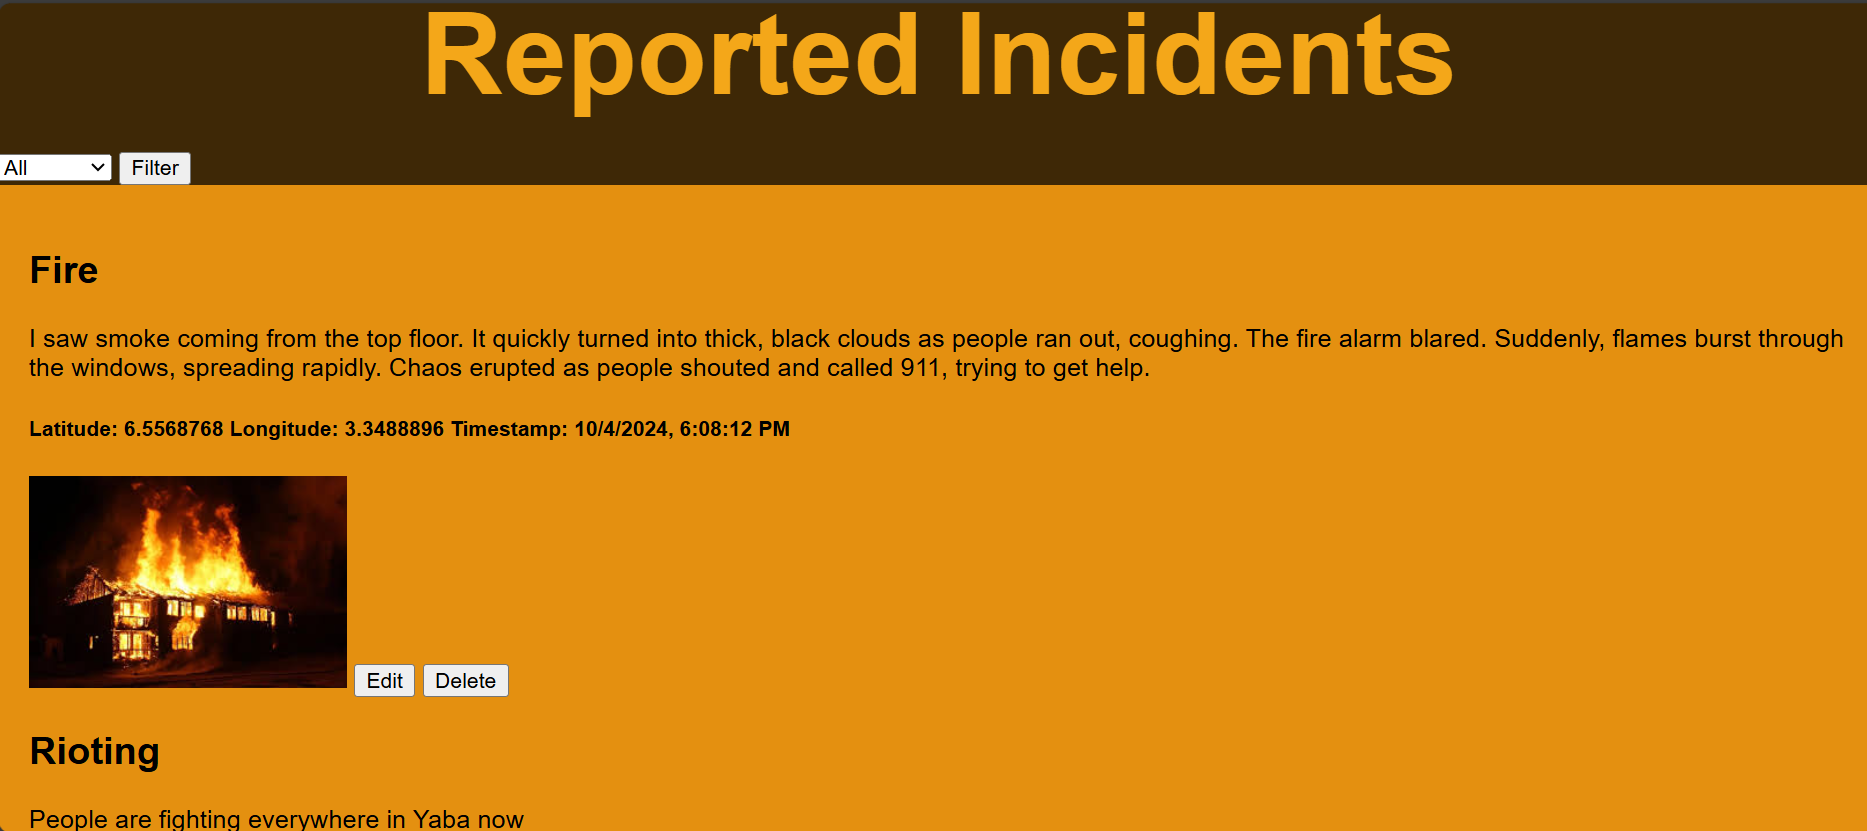 Reported Incidents
All
Filter
Fire
I saw smoke coming from the top floor. It quickly turned into thick, black clouds as people ran out, coughing. The fire alarm blared. Suddenly, flames burst through
the windows, spreading rapidly. Chaos erupted as people shouted and called 911, trying to get help.
Latitude: 6.5568768 Longitude: 3.3488896 Timestamp: 10/4/2024, 6:08:12 PM
Edit
Delete
Rioting
People are fighting everywhere in Yaba now